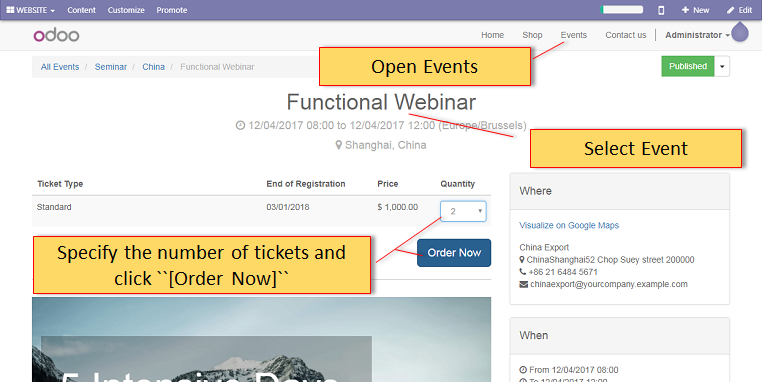 WEBSITE Content Customize Promote + New Edit
odoo Home Shop Events Contact us Administrator
All Events / Seminar / China / Functional Webinar
Open Events
Published
Functional Webinar
12/04/2017 08:00 to 12/04/2017 12:00 (Europe/Brussels)
Shanghai, China
Select Event
Ticket Type End of Registration Price Quantity
Standard 03/01/2018 $ 1,000.00 2
Specify the number of tickets and
click ``[Order Now]``
Order Now
Where
Visualize on Google Maps
China Export
ChinaShanghai52 Chop Suey street 200000
+86 21 6484 5671
chinaexport@yourcompany.example.com
When
From 12/04/2017 08:00
To 12/04/2017 12:00
5 Intensive Days